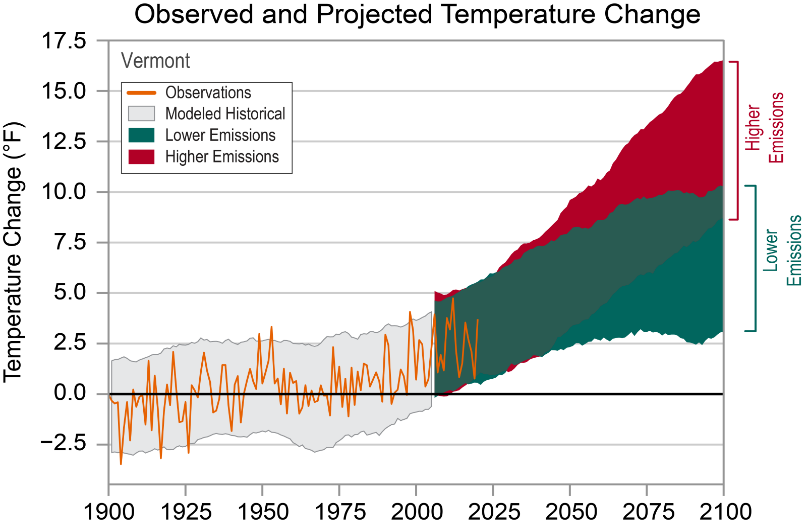 Observed and Projected Temperature Change
Temperature Change (°F)
17.5
15.0
12.5
10.0
7.5
5.0
2.5
0.0
−2.5
Vermont
Observations
Modeled Historical
Lower Emissions
Higher Emissions
Higher
Emissions
Lower
Emissions
1900 1925 1950 1975 2000 2025 2050 2075 2100